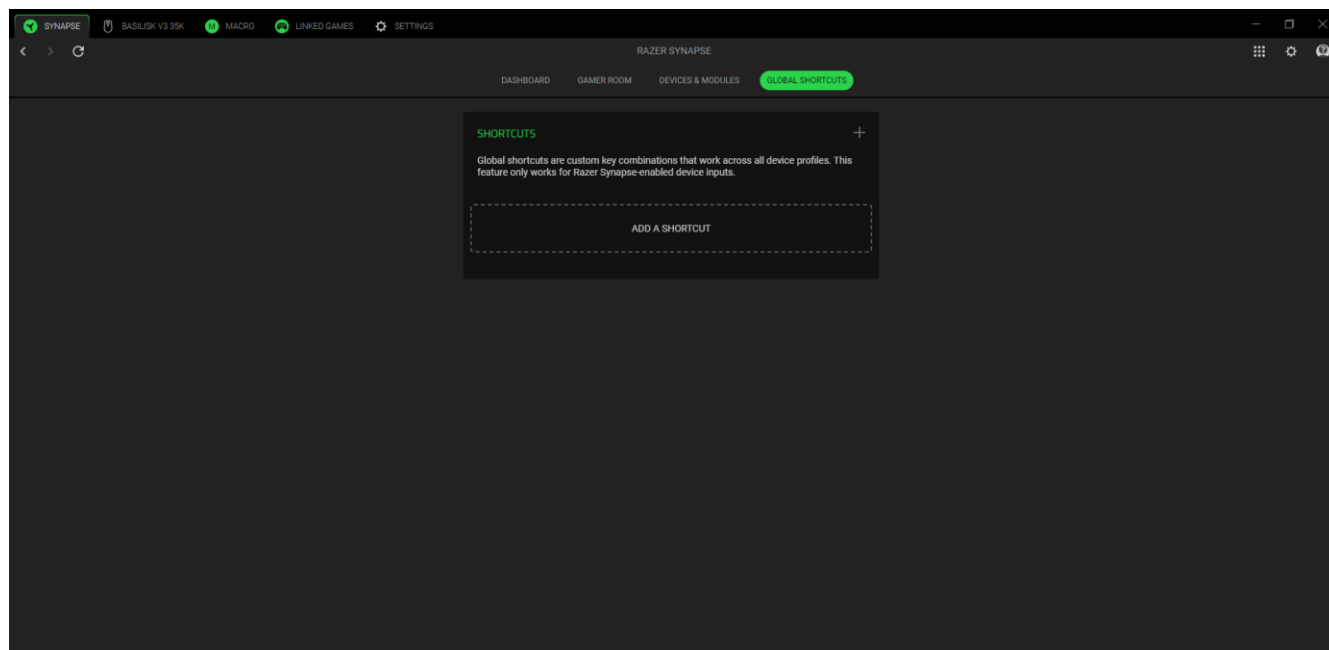 SYNAPSE BASILISK V3 35K M MACRO LINKED GAMES SETTINGS
RAZER SYNAPSE
DASHBOARD GAMER ROOM DEVICES & MODULES GLOBAL SHORTCUTS
SHORTCUTS
Global shortcuts are custom key combinations that work across all device profiles. This
feature only works for Razer Synapse-enabled device inputs.
ADD A SHORTCUT